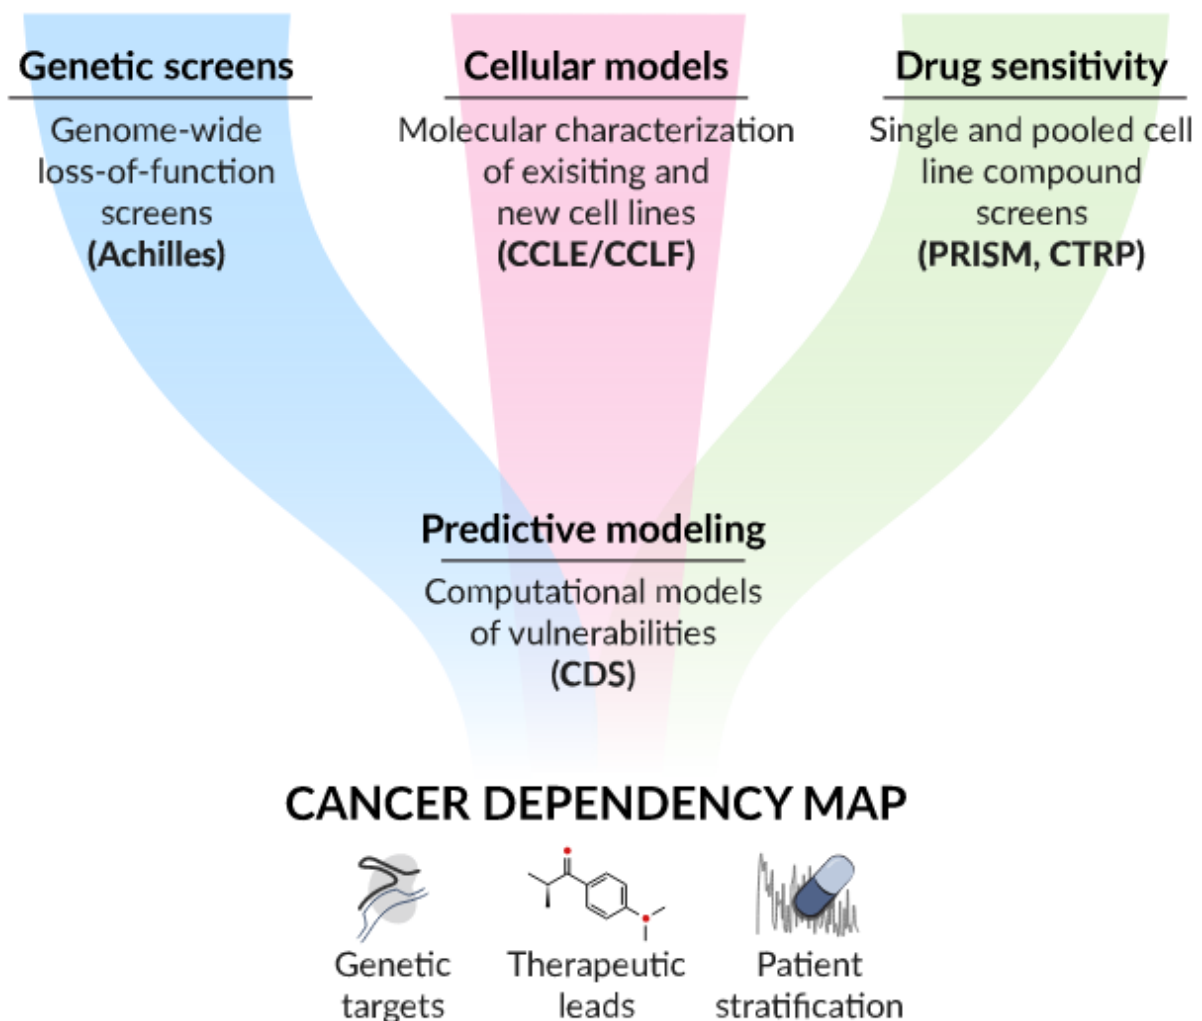 Genetic screens
Genome-wide
loss-of-function
screens
(Achilles)
Cellular models
Molecular characterization
of exisiting and
new cell lines
(CCLE/CCLF)
Drug sensitivity
Single and pooled cell
line compound
screens
(PRISM, CTRP)
Predictive modeling
Computational models
of vulnerabilities
(CDS)
CANCER DEPENDENCY MAP
Genetic
targets
Therapeutic
leads
Patient
stratification